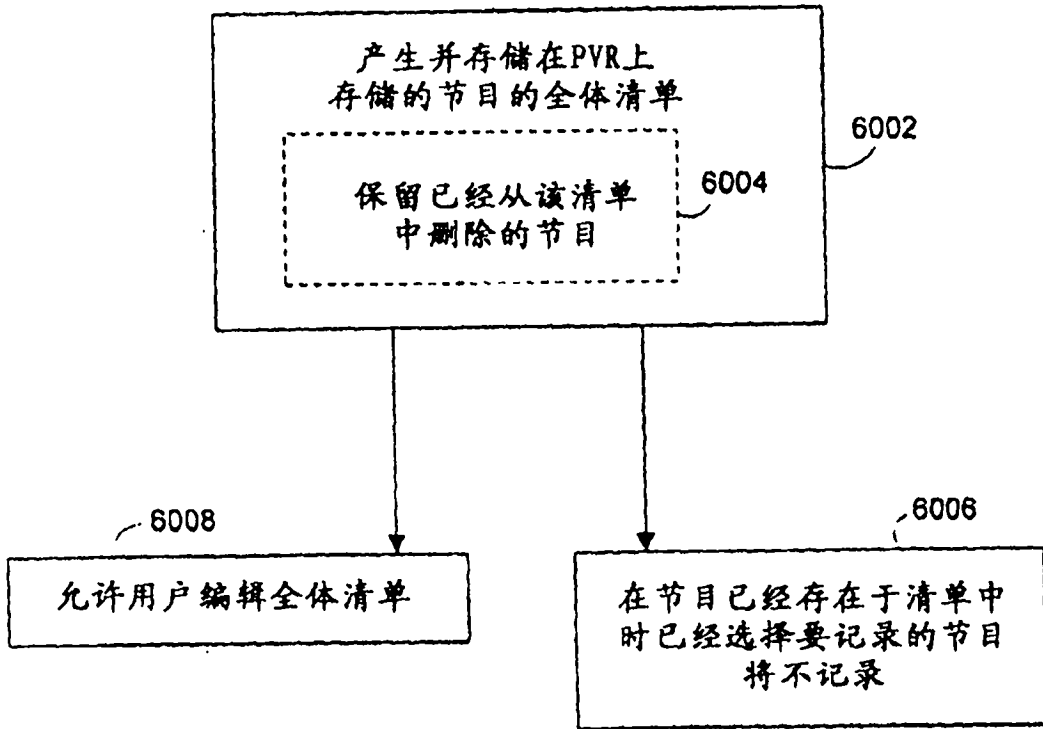 产生并存储在PVR上
存储的节目的全体清单
6002
保留已经从该清单
中删除的节目
6004
6008
允许用户编辑全体清单
6006
在节目已经存在于清单中
时已经选择要记录的节目
将不记录